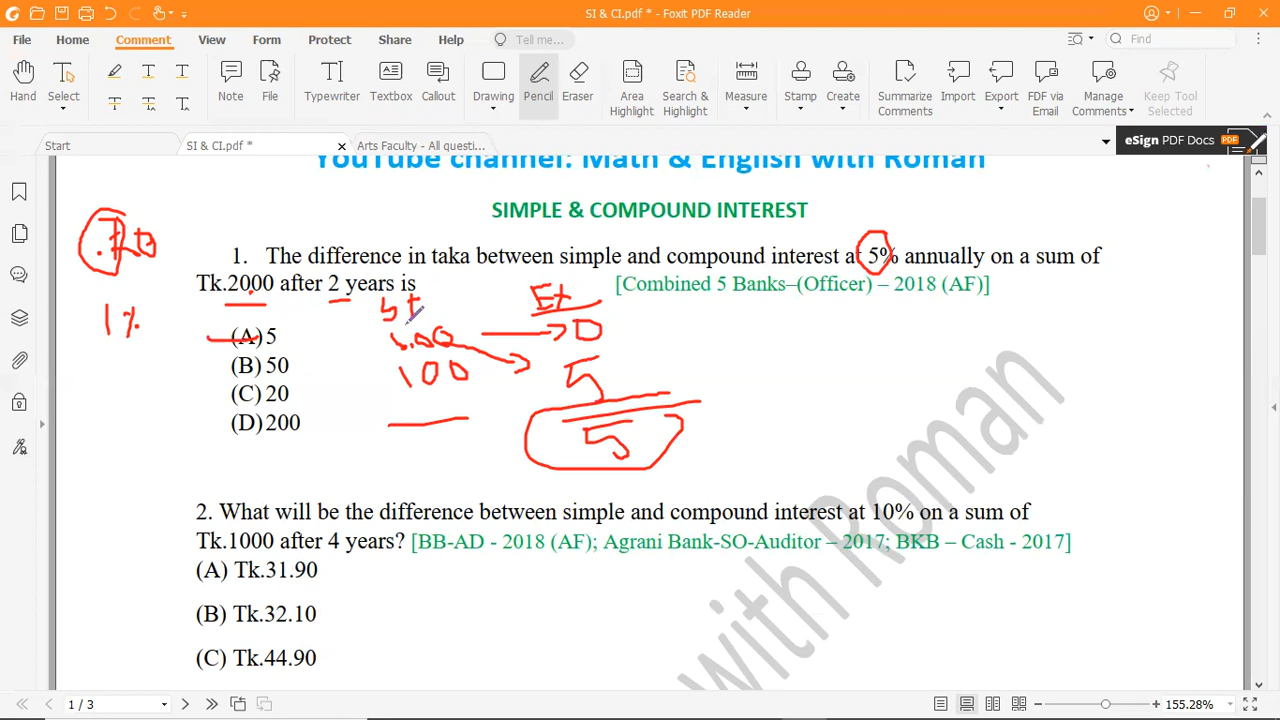 SI & CI.pdf * - Foxit PDF Reader
File Home Comment View Form Protect Share Help Tell me... Find
Hand Select Note File Typewriter Textbox Callout Drawing Pencil Eraser Area Highlight Search & Highlight Measure Stamp Create Summarize Comments Import Export FDF via Email Manage Comments Keep Tool Selected
Start SI & CI.pdf * Arts Faculty - All questi... eSign PDF Docs PDF
YouTube channel: Math & English with Roman
SIMPLE & COMPOUND INTEREST
1. The difference in taka between simple and compound interest at 5% annually on a sum of
Tk.2000 after 2 years is [Combined 5 Banks–(Officer) – 2018 (AF)]
1%
(A) 5
(B) 50
(C) 20
(D) 200
Et
100 0
100 5
5
2. What will be the difference between simple and compound interest at 10% on a sum of
Tk.1000 after 4 years? [BB-AD - 2018 (AF); Agrani Bank-SO-Auditor – 2017; BKB – Cash - 2017]
(A) Tk.31.90
(B) Tk.32.10
(C) Tk.44.90
with Roman
1 / 3 155.28%